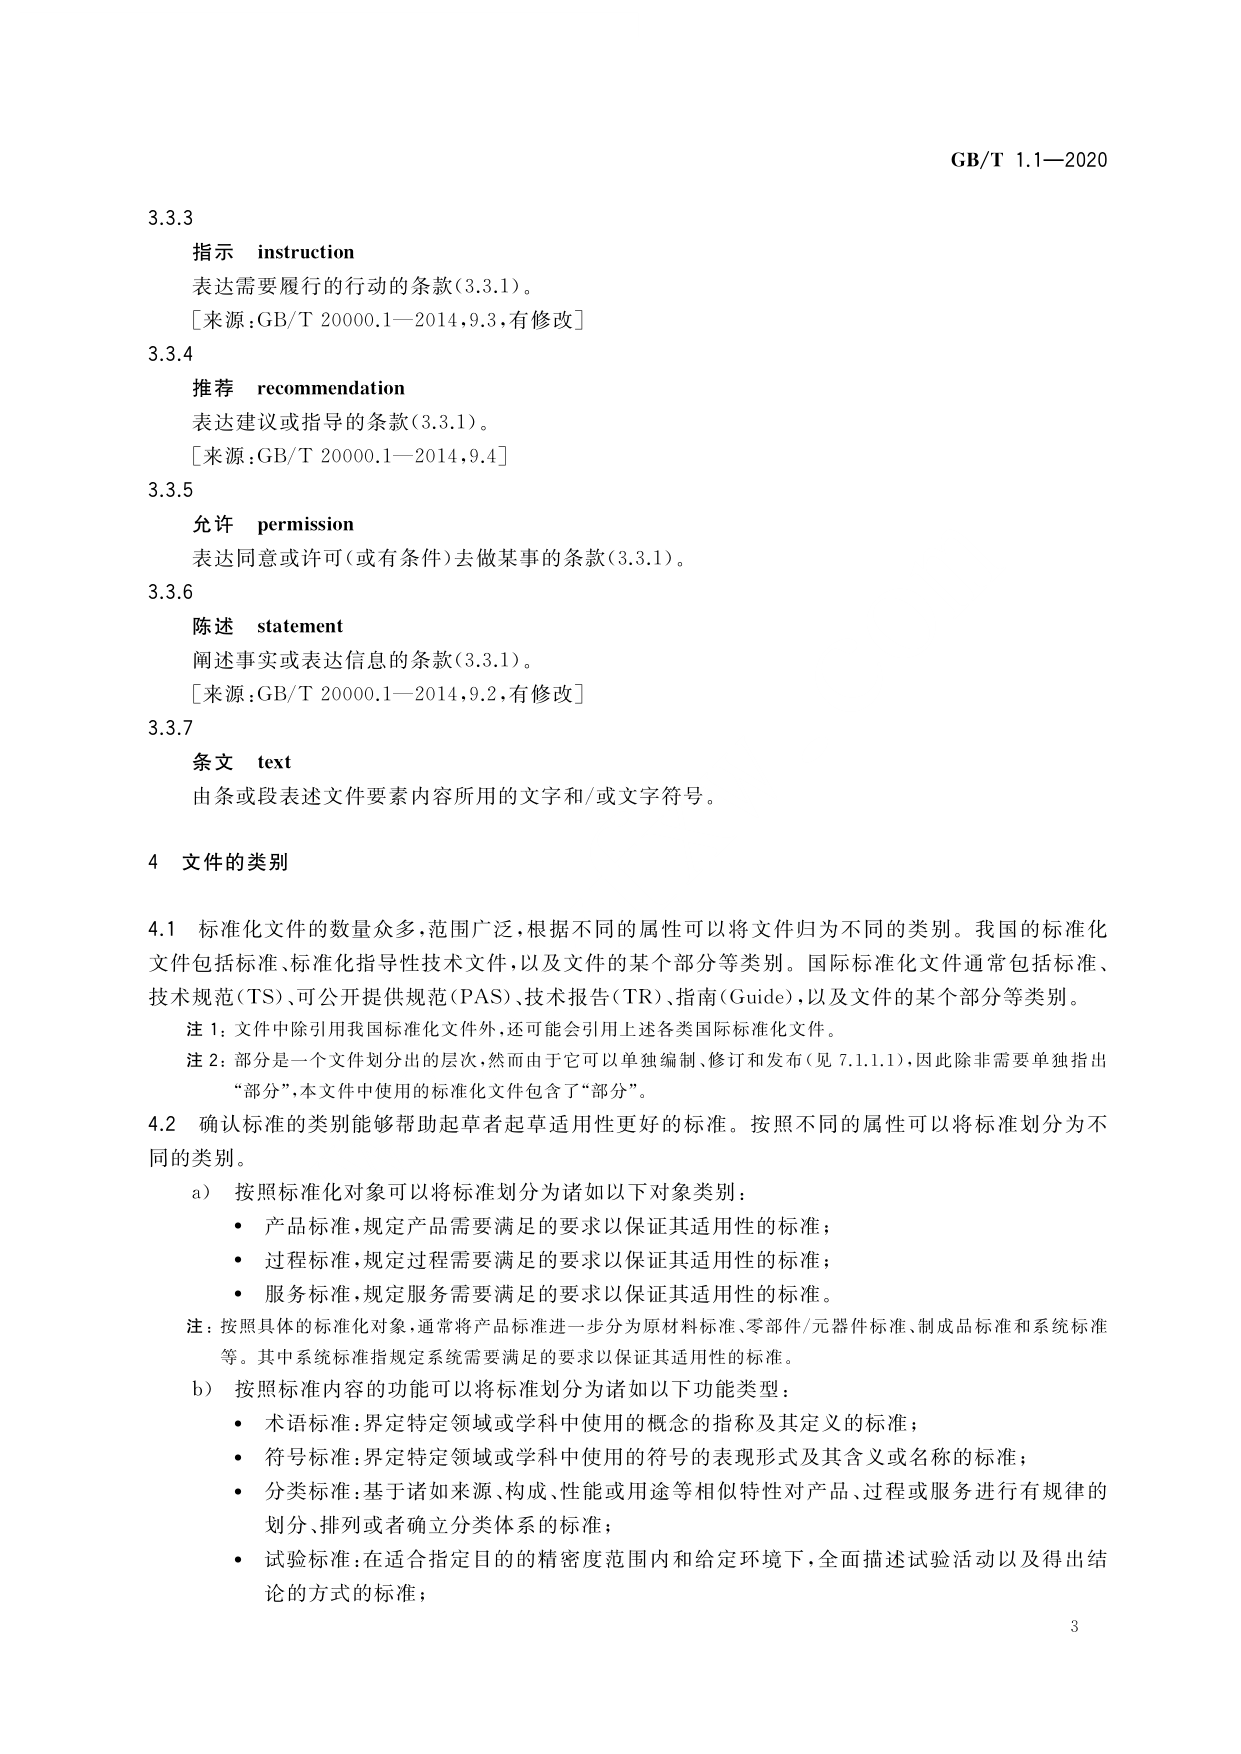 GB/T 1.1—2020
3.3.3
指示 instruction
表达需要履行的行动的条款(3.3.1)。
[来源:GB/T 20000.1—2014,9.3,有修改]
3.3.4
推荐 recommendation
表达建议或指导的条款(3.3.1)。
[来源:GB/T 20000.1—2014,9.4]
3.3.5
允许 permission
表达同意或许可(或有条件)去做某事的条款(3.3.1)。
3.3.6
陈述 statement
阐述事实或表达信息的条款(3.3.1)。
[来源:GB/T 20000.1—2014,9.2,有修改]
3.3.7
条文 text
由条或段表述文件要素内容所用的文字和/或文字符号。
4 文件的类别
4.1 标准化文件的数量众多,范围广泛,根据不同的属性可以将文件归为不同的类别。我国的标准化
文件包括标准、标准化指导性技术文件,以及文件的某个部分等类别。国际标准化文件通常包括标准、
技术规范(TS)、可公开提供规范(PAS)、技术报告(TR)、指南(Guide),以及文件的某个部分等类别。
注 1: 文件中除引用我国标准化文件外,还可能会引用上述各类国际标准化文件。
注 2: 部分是一个文件划分出的层次,然而由于它可以单独编制、修订和发布(见 7.1.1.1),因此除非需要单独指出
“部分”,本文件中使用的标准化文件包含了“部分”。
4.2 确认标准的类别能够帮助起草者起草适用性更好的标准。按照不同的属性可以将标准划分为不
同的类别。
a) 按照标准化对象可以将标准划分为诸如以下对象类别:
• 产品标准,规定产品需要满足的要求以保证其适用性的标准;
• 过程标准,规定过程需要满足的要求以保证其适用性的标准;
• 服务标准,规定服务需要满足的要求以保证其适用性的标准。
注: 按照具体的标准化对象,通常将产品标准进一步分为原材料标准、零部件/元器件标准、制成品标准和系统标准
等。其中系统标准指规定系统需要满足的要求以保证其适用性的标准。
b) 按照标准内容的功能可以将标准划分为诸如以下功能类型:
• 术语标准:界定特定领域或学科中使用的概念的指称及其定义的标准;
• 符号标准:界定特定领域或学科中使用的符号的表现形式及其含义或名称的标准;
• 分类标准:基于诸如来源、构成、性能或用途等相似特性对产品、过程或服务进行有规律的
划分、排列或者确立分类体系的标准;
• 试验标准:在适合指定目的的精密度范围内和给定环境下,全面描述试验活动以及得出结
论的方式的标准;
3